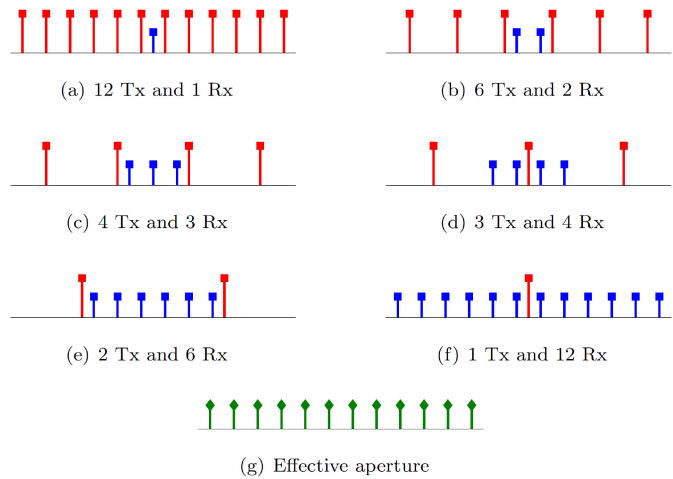 (a) 12 Tx and 1 Rx
(b) 6 Tx and 2 Rx
(c) 4 Tx and 3 Rx
(d) 3 Tx and 4 Rx
(e) 2 Tx and 6 Rx
(f) 1 Tx and 12 Rx
(g) Effective aperture